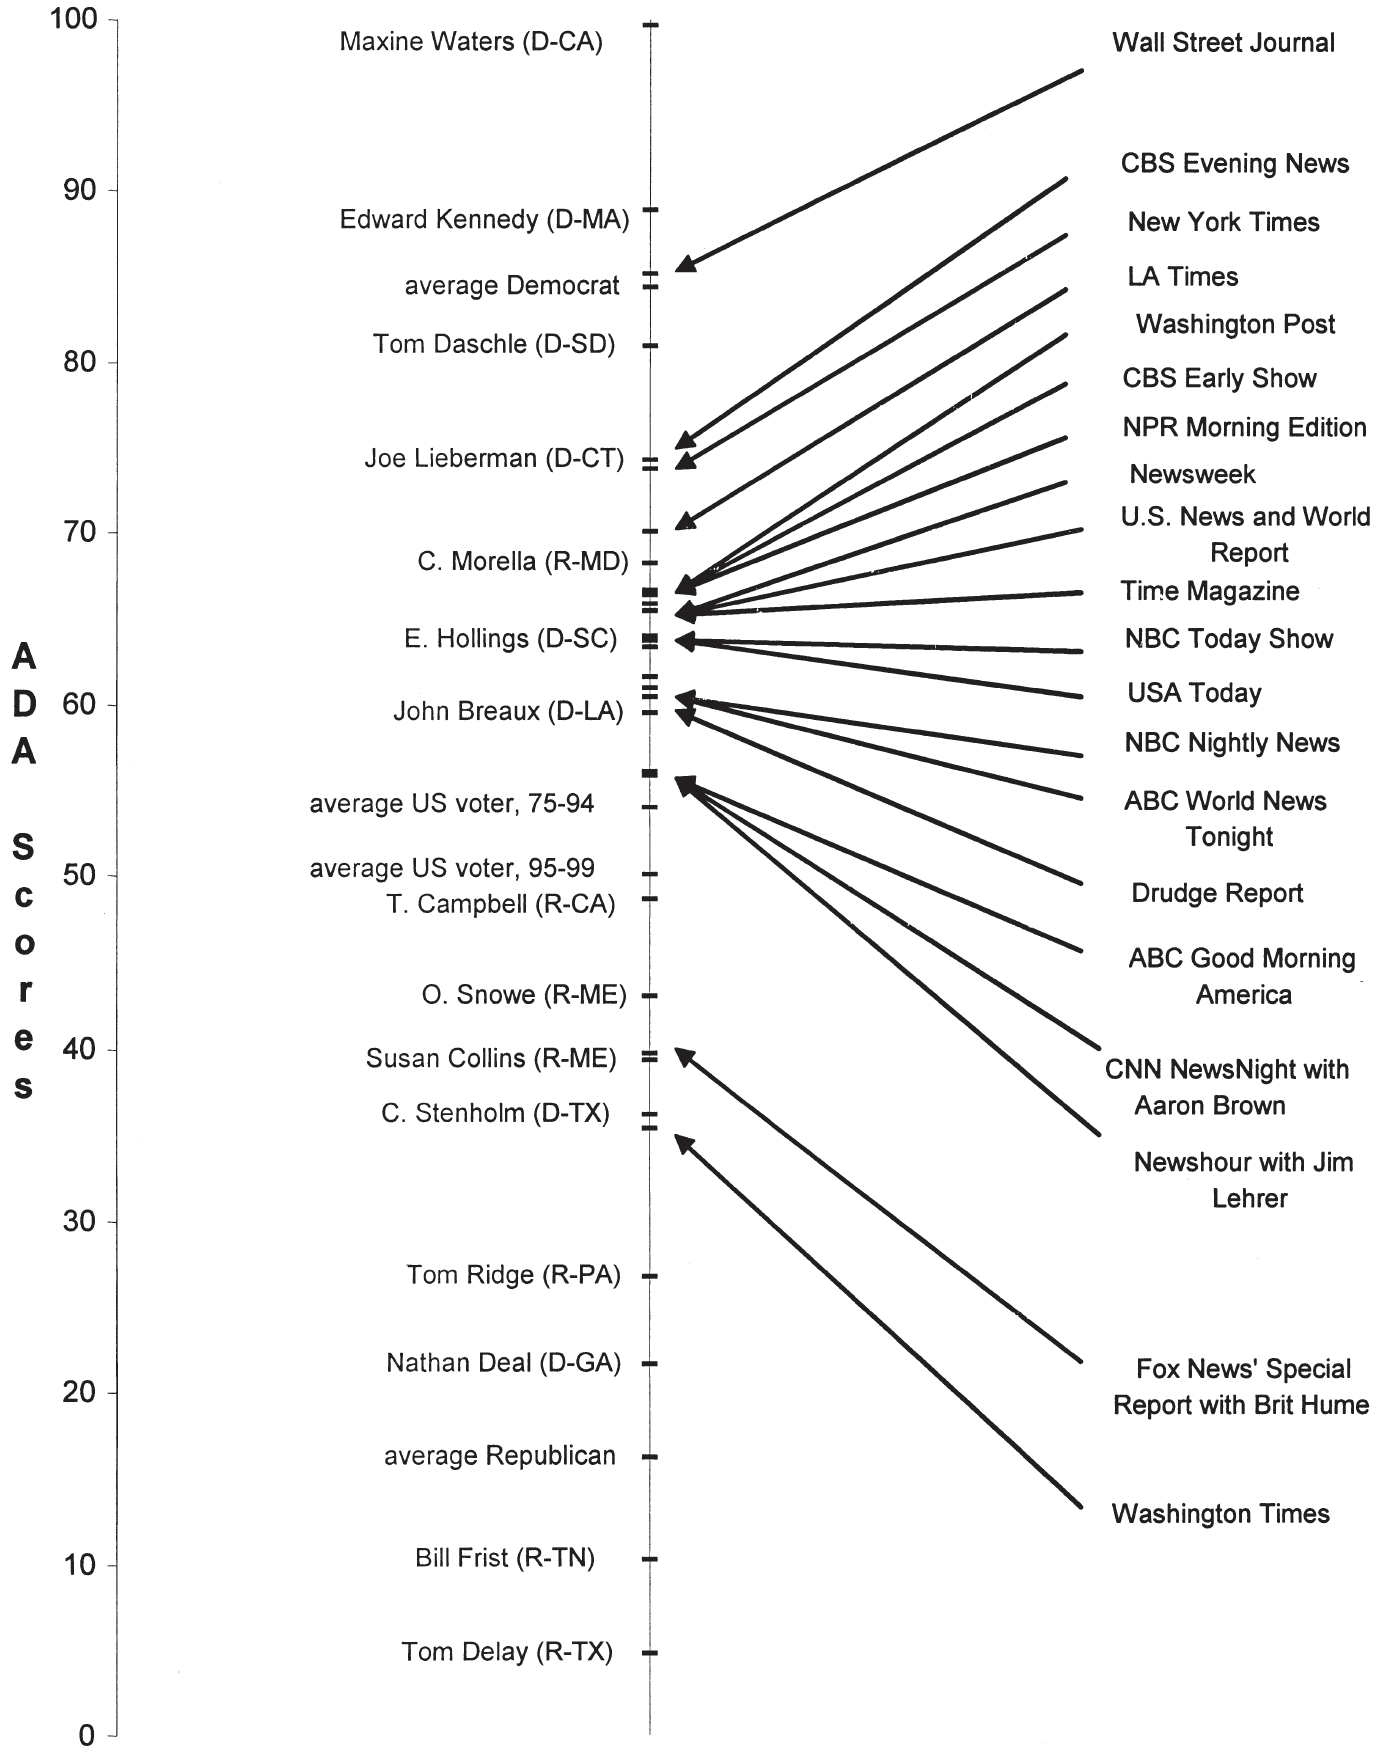 ADA Scores
100
90
80
70
60
50
40
30
20
10
0
Maxine Waters (D-CA)
Edward Kennedy (D-MA)
average Democrat
Tom Daschle (D-SD)
Joe Lieberman (D-CT)
C. Morella (R-MD)
E. Hollings (D-SC)
John Breaux (D-LA)
average US voter, 75-94
average US voter, 95-99
T. Campbell (R-CA)
O. Snowe (R-ME)
Susan Collins (R-ME)
C. Stenholm (D-TX)
Tom Ridge (R-PA)
Nathan Deal (D-GA)
average Republican
Bill Frist (R-TN)
Tom Delay (R-TX)
Wall Street Journal
CBS Evening News
New York Times
LA Times
Washington Post
CBS Early Show
NPR Morning Edition
Newsweek
U.S. News and World
Report
Time Magazine
NBC Today Show
USA Today
NBC Nightly News
ABC World News
Tonight
Drudge Report
ABC Good Morning
America
CNN NewsNight with
Aaron Brown
Newshour with Jim
Lehrer
Fox News' Special
Report with Brit Hume
Washington Times